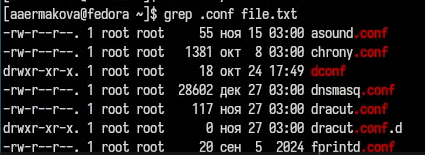 [aaermakova@fedora ~]$ grep .conf file.txt
-rw-r--r--. 1 root root    55 ноя 15 03:00 asound.conf
-rw-r--r--. 1 root root  1381 окт  8 03:00 chrony.conf
drwxr-xr-x. 1 root root    18 окт 24 17:49 dconf
-rw-r--r--. 1 root root 28602 дек 27 03:00 dnsmasq.conf
-rw-r--r--. 1 root root   117 ноя 27 03:00 dracut.conf
drwxr-xr-x. 1 root root     0 ноя 27 03:00 dracut.conf.d
-rw-r--r--. 1 root root    20 сен  5  2024 fprintd.conf